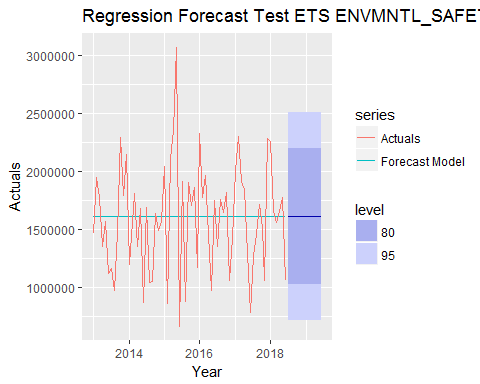 Regression Forecast Test ETS ENVMNTL_SAFET
3000000
2500000
2000000
1500000
1000000
Actuals
2014
2016
2018
Year
series
Actuals
Forecast Model
level
80
95